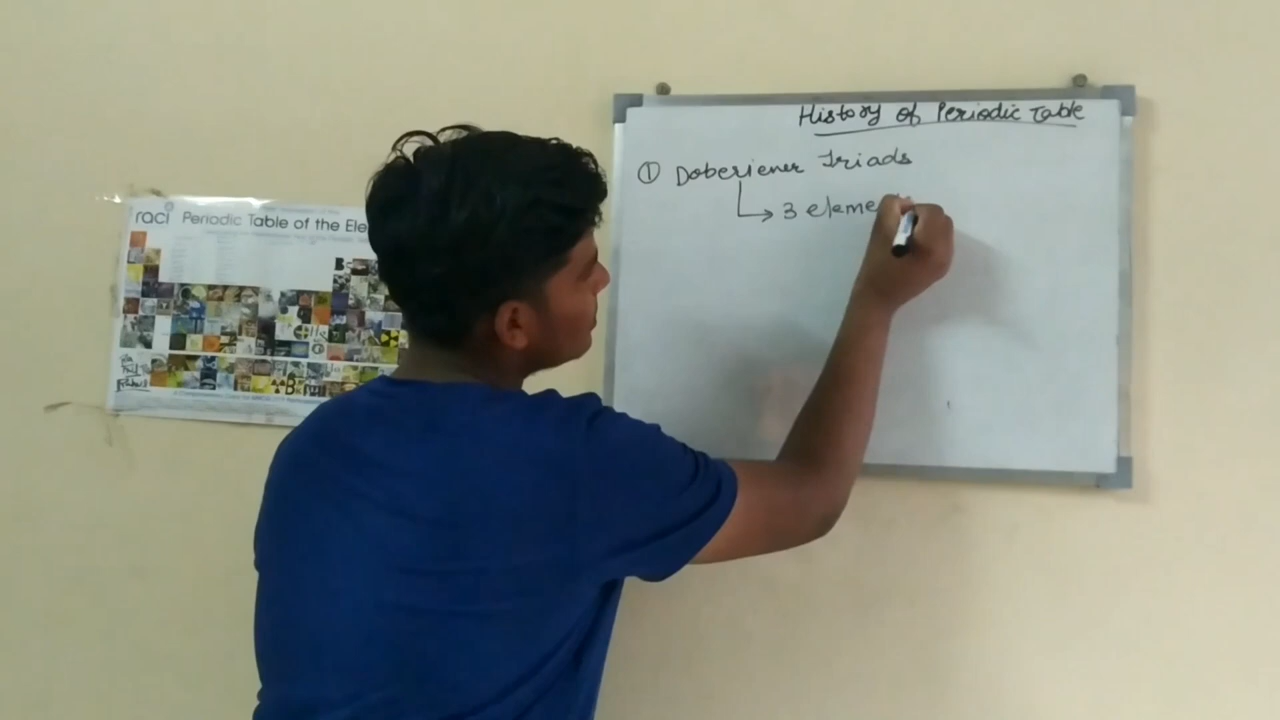 History of Periodic Table
① Doberiener Triads
↳ 3 eleme
raci Periodic Table of the Ele